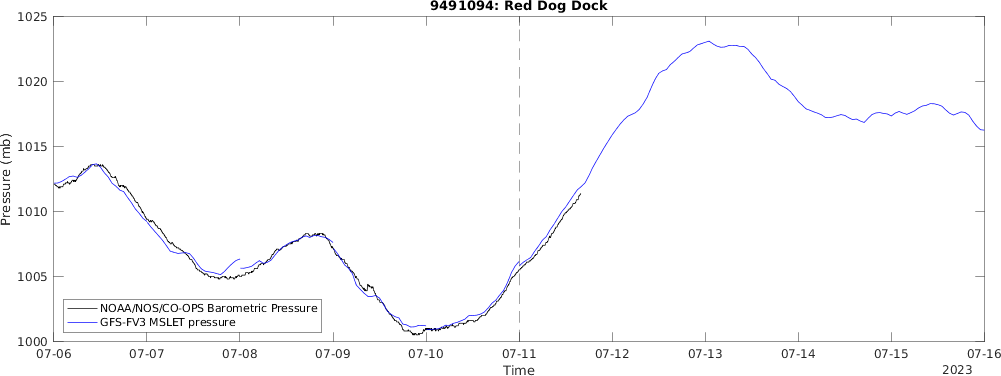 9491094: Red Dog Dock
Pressure (mb)
1025
1020
1015
1010
1005
1000
NOAA/NOS/CO-OPS Barometric Pressure
GFS-FV3 MSLET pressure
07-06 07-07 07-08 07-09 07-10 07-11 07-12 07-13 07-14 07-15 07-16
Time
2023